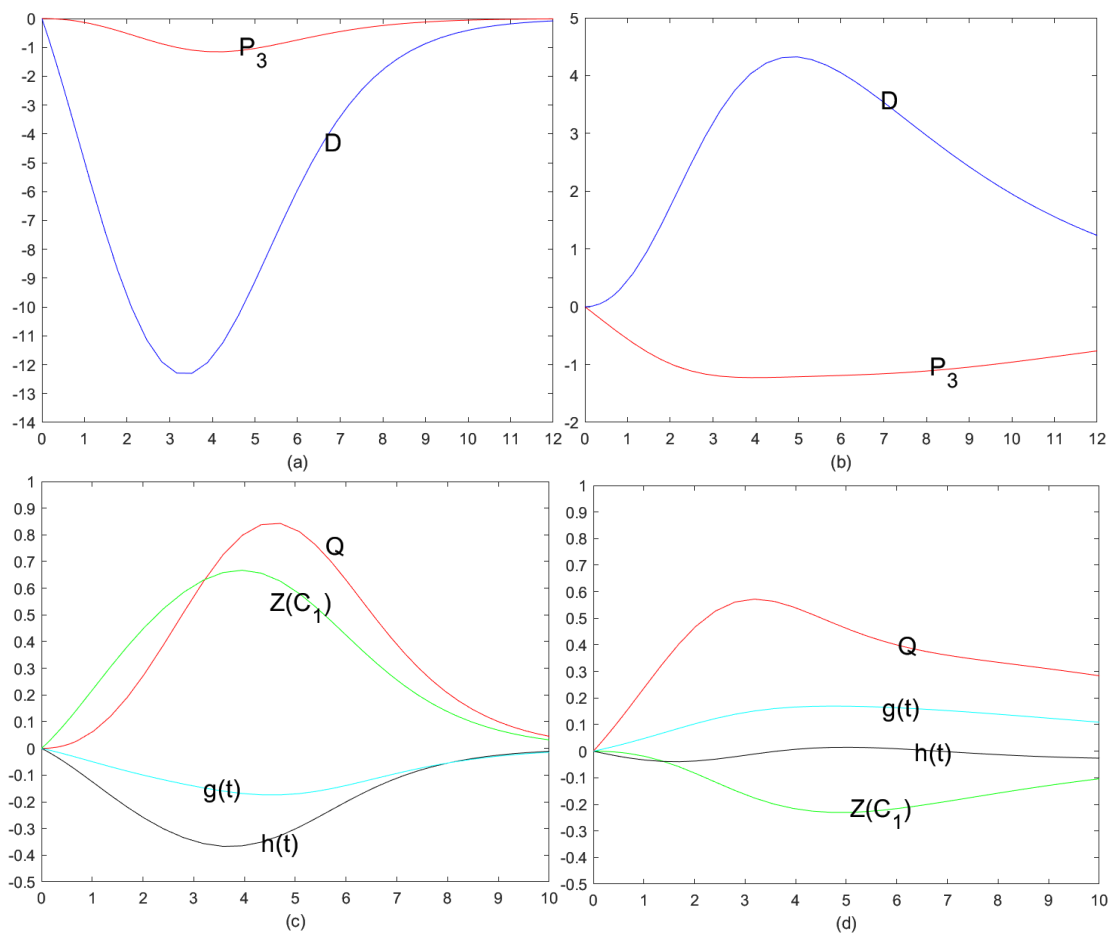 0
-1
-2
-3
-4
-5
-6
-7
-8
-9
-10
-11
-12
-13
-14
P3
D
0 1 2 3 4 5 6 7 8 9 10 11 12
(a)
5
4
3
2
1
0
-1
-2
D
P3
0 1 2 3 4 5 6 7 8 9 10 11 12
(b)
1
0.9
0.8
0.7
0.6
0.5
0.4
0.3
0.2
0.1
0
-0.1
-0.2
-0.3
-0.4
-0.5
Q
Z(C1)
g(t)
h(t)
0 1 2 3 4 5 6 7 8 9 10
(c)
1
0.9
0.8
0.7
0.6
0.5
0.4
0.3
0.2
0.1
0
-0.1
-0.2
-0.3
-0.4
-0.5
Q
g(t)
h(t)
Z(C1)
0 1 2 3 4 5 6 7 8 9 10
(d)